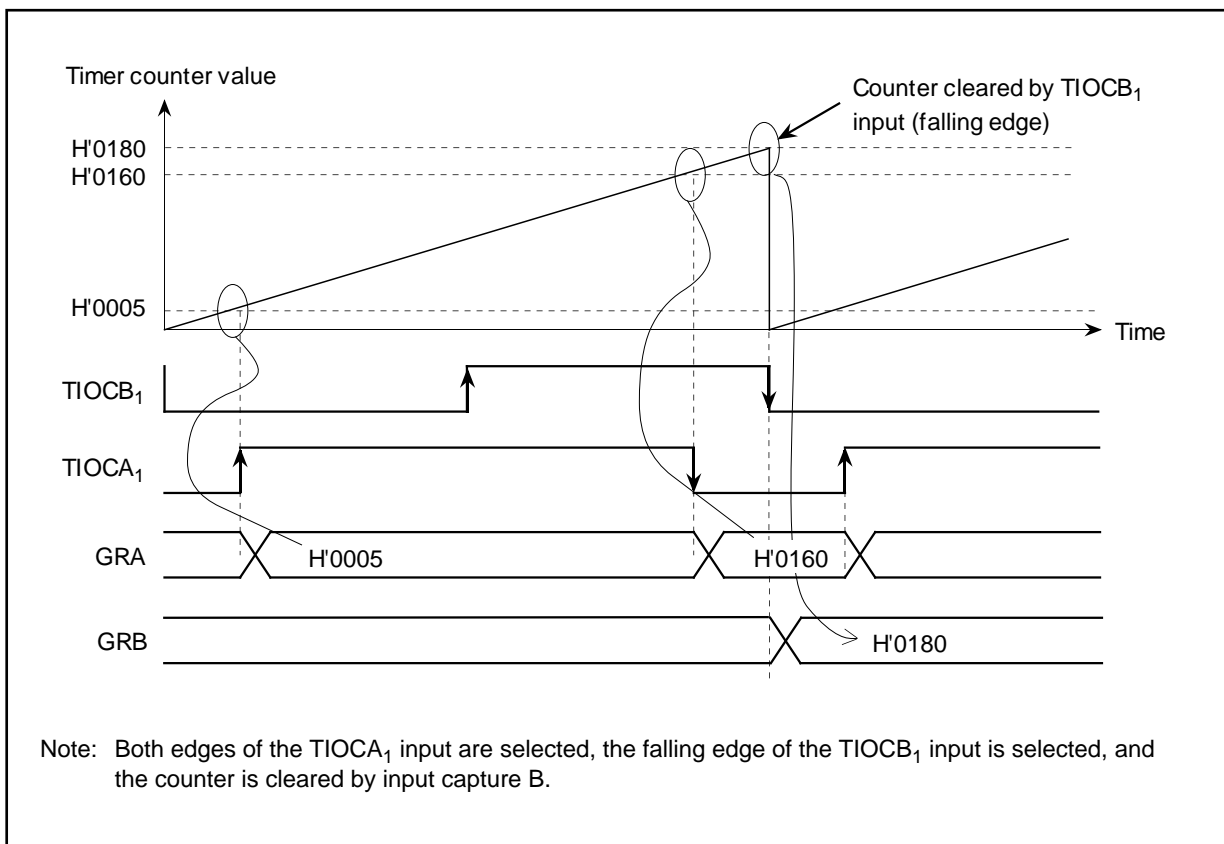 Timer counter value
Counter cleared by TIOCB₁
input (falling edge)
H'0180
H'0160
H'0005
Time
TIOCB₁
TIOCA₁
GRA
H'0005
H'0160
GRB
H'0180
Note: Both edges of the TIOCA₁ input are selected, the falling edge of the TIOCB₁ input is selected, and
the counter is cleared by input capture B.